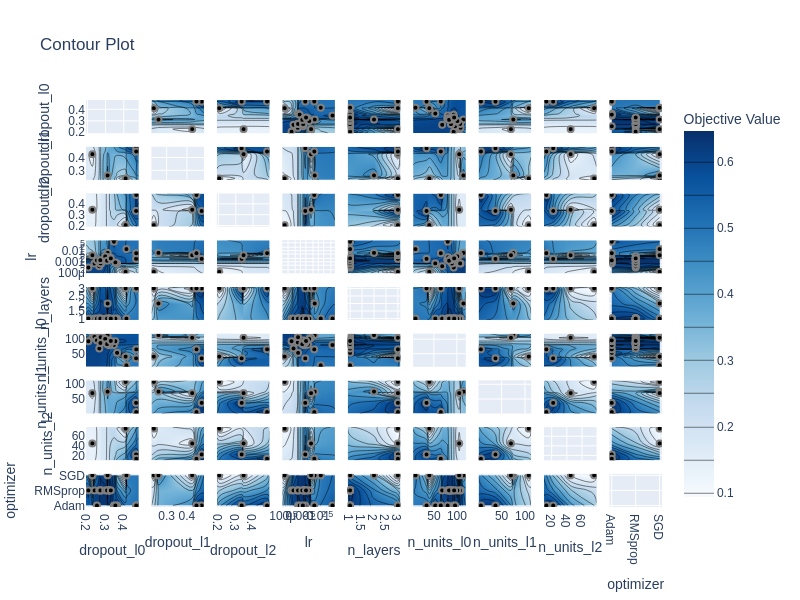 Contour Plot
Objective Value
0.6
0.5
0.4
0.3
0.2
0.1
dropout_l0
0.4
0.3
0.2
0.4
0.3
dropout_l2
0.4
0.2
lr
0.01
0.001
100μ
n_layers
3
2.5
2
1.5
1
n_units_l0
100
50
n_units_l1
100
50
n_units_l2
60
40
20
optimizer
SGD
RMSprop
Adam
0.2
0.3
0.4
dropout_l0
0.3
0.4
dropout_l1
0.2
0.3
0.4
dropout_l2
lr
1
1.5
2
2.5
3
n_layers
50
100
n_units_l0
50
100
n_units_l1
20
40
60
n_units_l2
Adam
RMSprop
SGD
optimizer